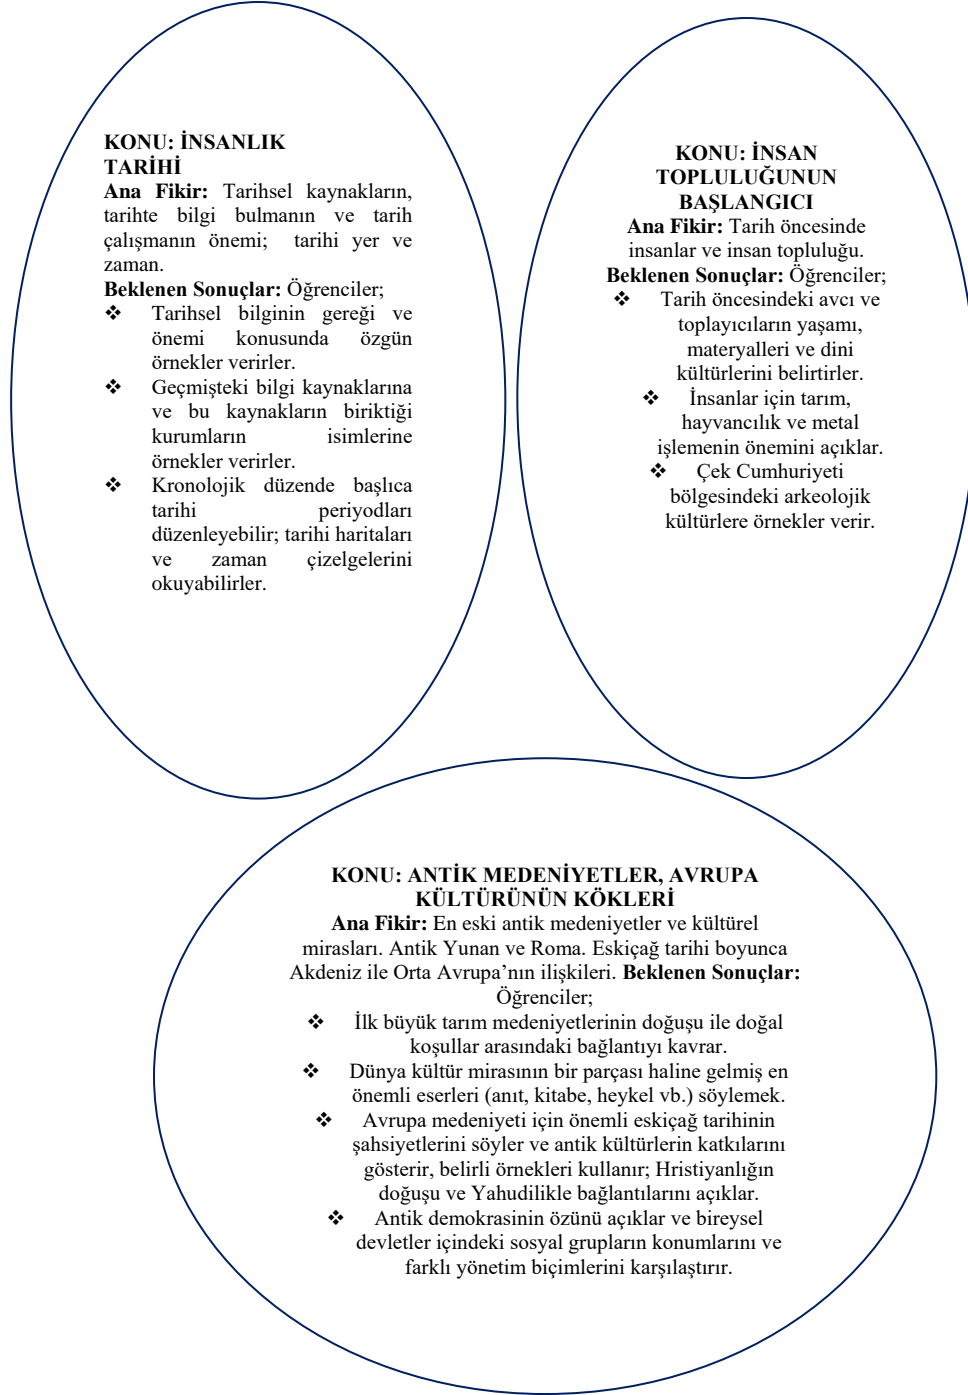 KONU: İNSANLIK
TARİHİ
Ana Fikir: Tarihsel kaynakların,
tarihte bilgi bulmanın ve tarih
çalışmanın önemi; tarihi yer ve
zaman.
Beklenen Sonuçlar: Öğrenciler;
❖ Tarihsel bilginin gereği ve
önemi konusunda özgün
örnekler verirler.
❖ Geçmişteki bilgi kaynaklarına
ve bu kaynakların biriktiği
kurumların isimlerine
örnekler verirler.
❖ Kronolojik düzende başlıca
tarihi periyodları
düzenleyebilir; tarihi haritaları
ve zaman çizelgelerini
okuyabilirler.
KONU: İNSAN
TOPLULUĞUNUN
BAŞLANGICI
Ana Fikir: Tarih öncesinde
insanlar ve insan topluluğu.
Beklenen Sonuçlar: Öğrenciler;
❖ Tarih öncesindeki avcı ve
toplayıcıların yaşamı,
materyalleri ve dini
kültürlerini belirtirler.
❖ İnsanlar için tarım,
hayvancılık ve metal
işlemenin önemini açıklar.
❖ Çek Cumhuriyeti
bölgesindeki arkeolojik
kültürlere örnekler verir.
KONU: ANTİK MEDENİYETLER, AVRUPA
KÜLTÜRÜNÜN KÖKLERİ
Ana Fikir: En eski antik medeniyetler ve kültürel
mirasları. Antik Yunan ve Roma. Eskiçağ tarihi boyunca
Akdeniz ile Orta Avrupa’nın ilişkileri. Beklenen Sonuçlar:
Öğrenciler;
❖ İlk büyük tarım medeniyetlerinin doğuşu ile doğal
koşullar arasındaki bağlantıyı kavrar.
❖ Dünya kültür mirasının bir parçası haline gelmiş en
önemli eserleri (anıt, kitabe, heykel vb.) söylemek.
❖ Avrupa medeniyeti için önemli eskiçağ tarihinin
şahsiyetlerini söyler ve antik kültürlerin katkılarını
gösterir, belirli örnekleri kullanır; Hristiyanlığın
doğuşu ve Yahudilikle bağlantılarını açıklar.
❖ Antik demokrasinin özünü açıklar ve bireysel
devletler içindeki sosyal grupların konumlarını ve
farklı yönetim biçimlerini karşılaştırır.